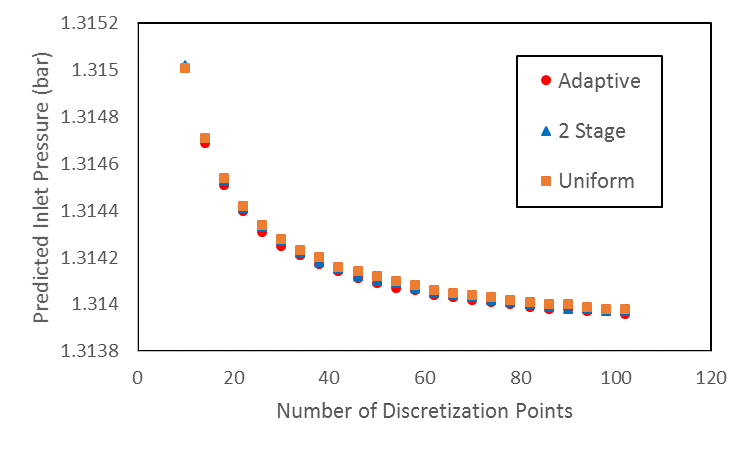 1.3152
1.315
1.3148
1.3146
1.3144
1.3142
1.314
1.3138
Predicted Inlet Pressure (bar)
Adaptive
2 Stage
Uniform
0 20 40 60 80 100 120
Number of Discretization Points